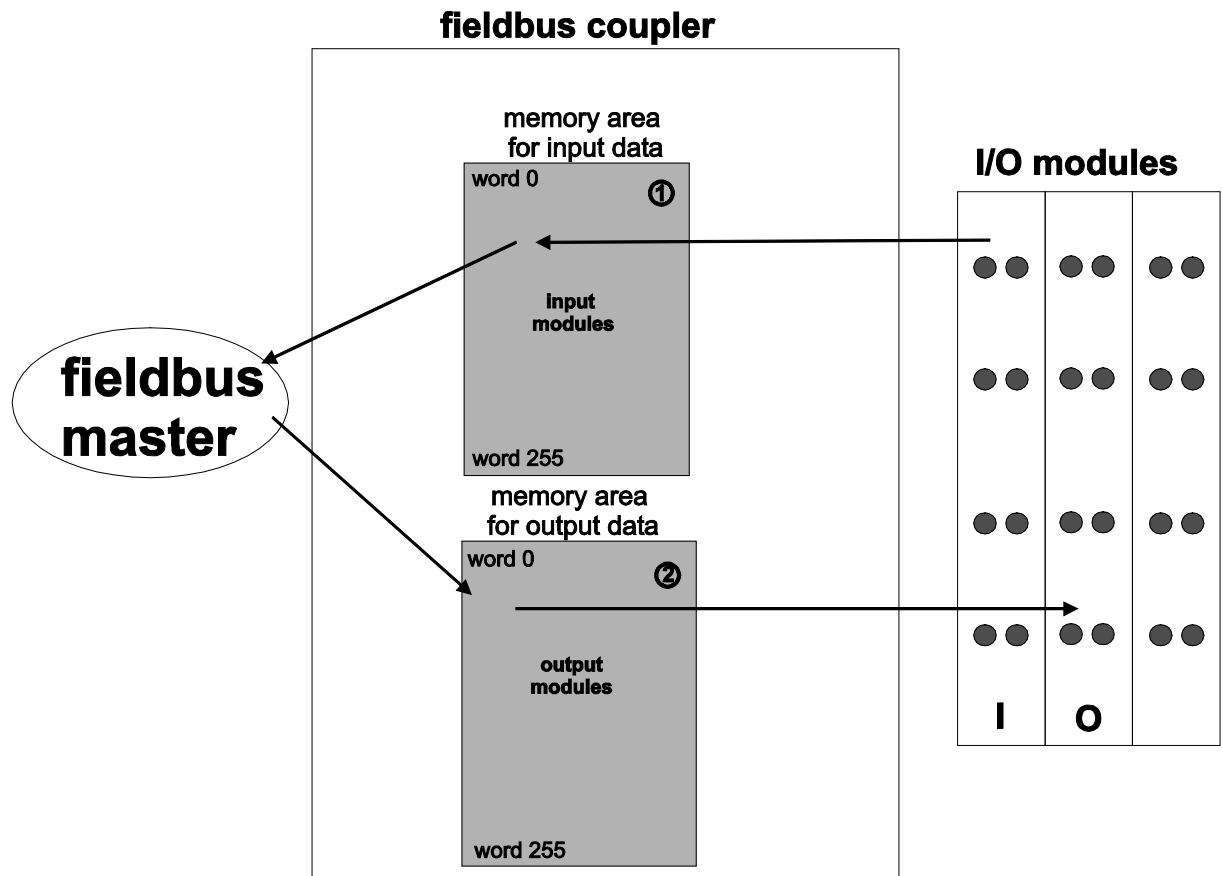 fieldbus coupler
memory area
for input data
word 0
①
input
modules
word 255
fieldbus
master
memory area
for output data
word 0
②
output
modules
word 255
I/O modules
I
O